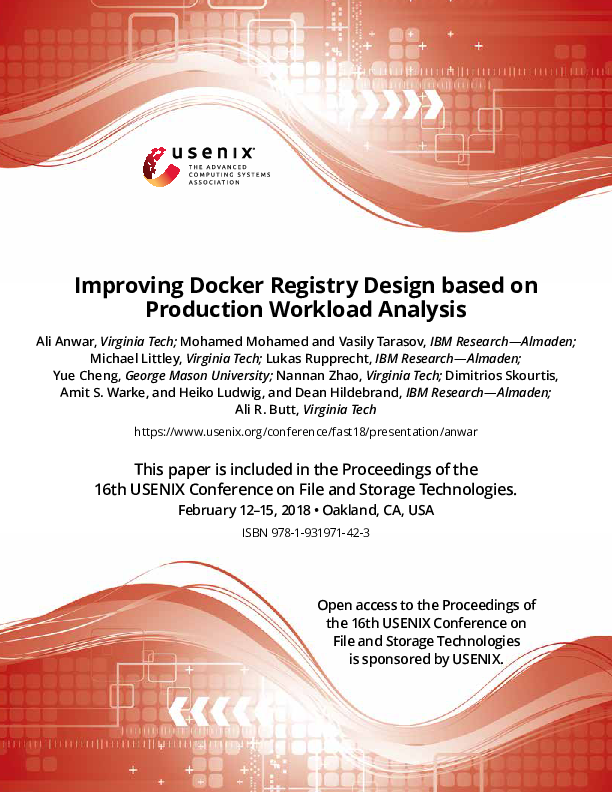 usenix
THE ADVANCED
COMPUTING SYSTEMS
ASSOCIATION
Improving Docker Registry Design based on
Production Workload Analysis
Ali Anwar, Virginia Tech; Mohamed Mohamed and Vasily Tarasov, IBM Research—Almaden;
Michael Littley, Virginia Tech; Lukas Rupprecht, IBM Research—Almaden;
Yue Cheng, George Mason University; Nannan Zhao, Virginia Tech; Dimitrios Skourtis,
Amit S. Warke, and Heiko Ludwig, and Dean Hildebrand, IBM Research—Almaden;
Ali R. Butt, Virginia Tech
https://www.usenix.org/conference/fast18/presentation/anwar
This paper is included in the Proceedings of the
16th USENIX Conference on File and Storage Technologies.
February 12–15, 2018 • Oakland, CA, USA
ISBN 978-1-931971-42-3
Open access to the Proceedings of
the 16th USENIX Conference on
File and Storage Technologies
is sponsored by USENIX.